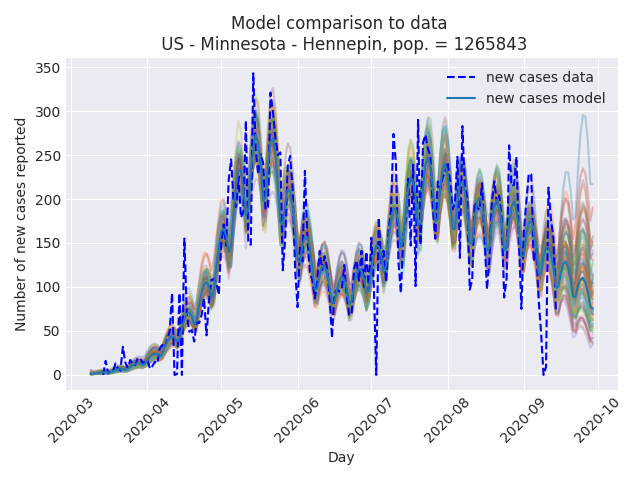 Model comparison to data
US - Minnesota - Hennepin, pop. = 1265843
350
300
250
200
150
100
50
0
Number of new cases reported
new cases data
new cases model
2020-03
2020-04
2020-05
2020-06
2020-07
2020-08
2020-09
2020-10
Day